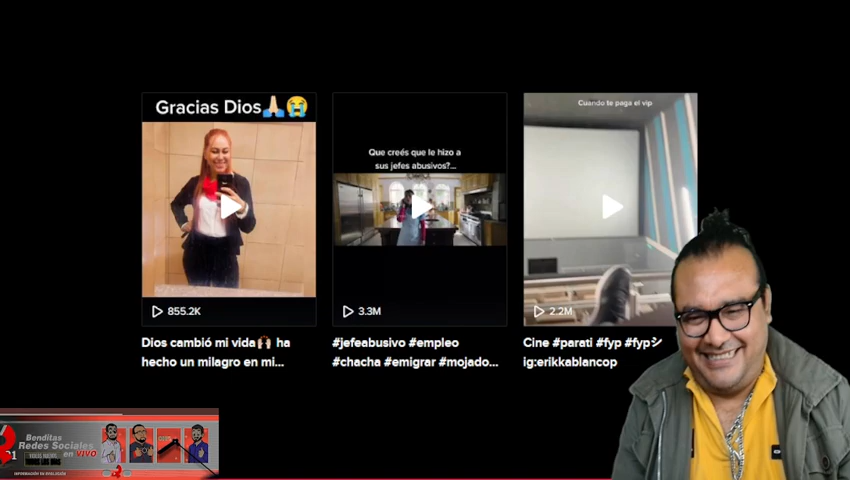 Gracias Dios🙏🏻😭
Que creés que le hizo a
sus jefes abusivos?...
Cuando te paga el vip
855.2K
3.3M
2.2M
Dios cambió mi vida🙌🏻 ha
hecho un milagro en mi...
#jefeabusivo #empleo
#chacha #emigrar #mojado...
Cine #parati #fyp #fypシ
ig:erikkablancop
Benditas
Redes Sociales
en VIVO
21